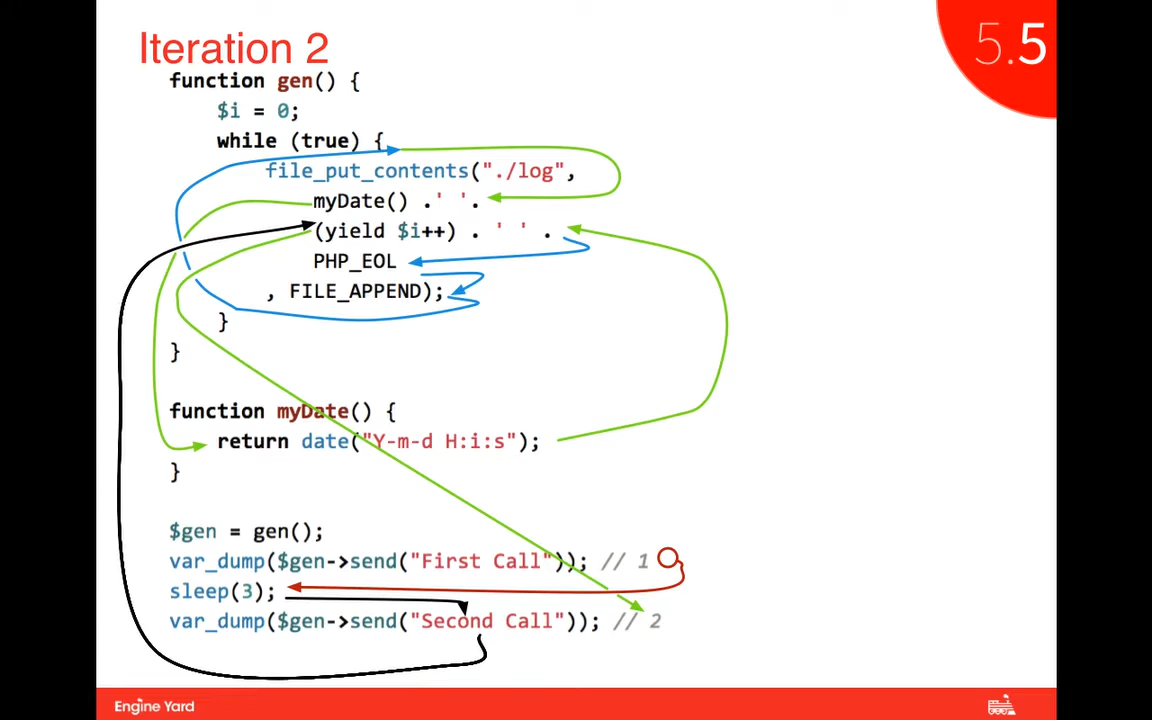 Iteration 2
5.5
function gen() {
$i = 0;
while (true) {
file_put_contents("./log",
myDate() .' '.
(yield $i++) . ' ' .
PHP_EOL
, FILE_APPEND);
}
}
function myDate() {
return date("Y-m-d H:i:s");
}
$gen = gen();
var_dump($gen->send("First Call")); // 1
sleep(3);
var_dump($gen->send("Second Call")); // 2
Engine Yard